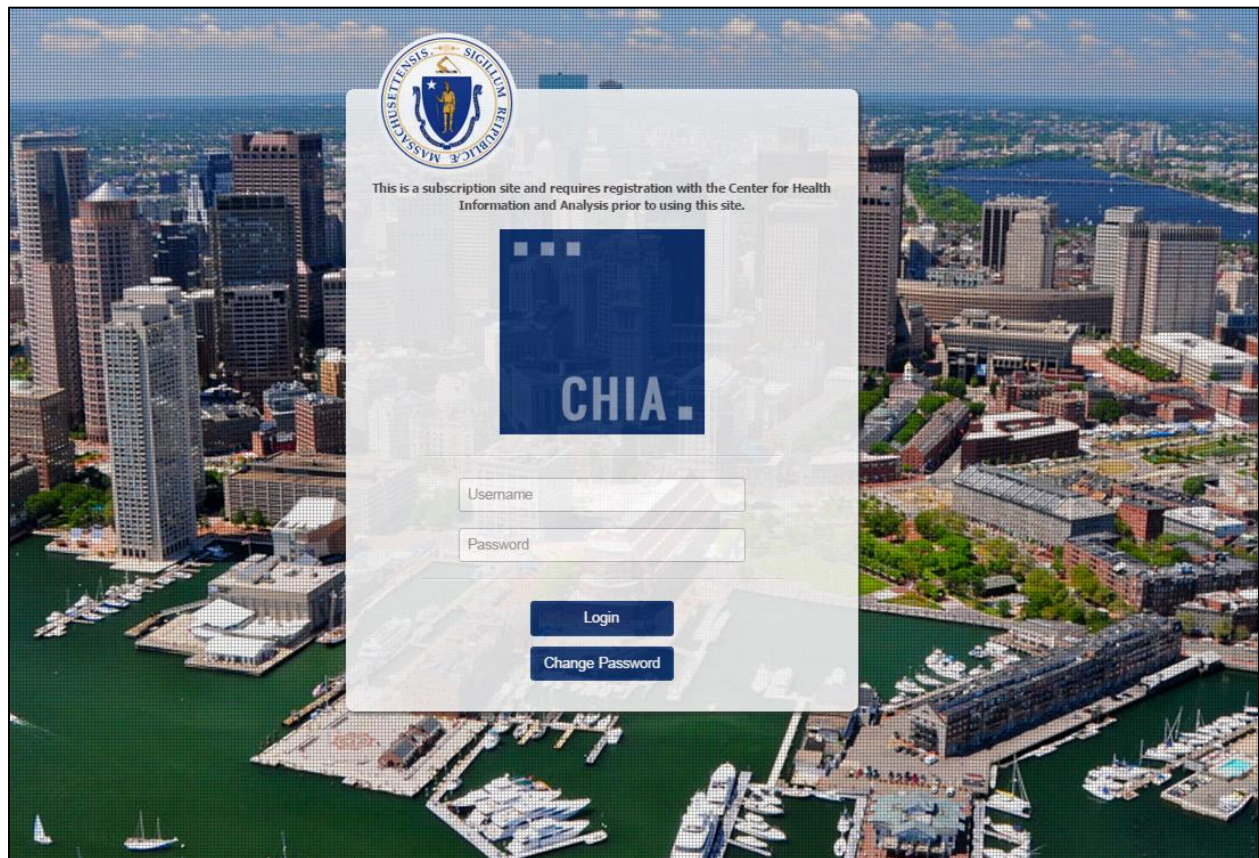 SIGILLUM REIPUBLICÆ MASSACHUSETTENSIS.
This is a subscription site and requires registration with the Center for Health
Information and Analysis prior to using this site.
CHIA.
Username
Password
Login
Change Password